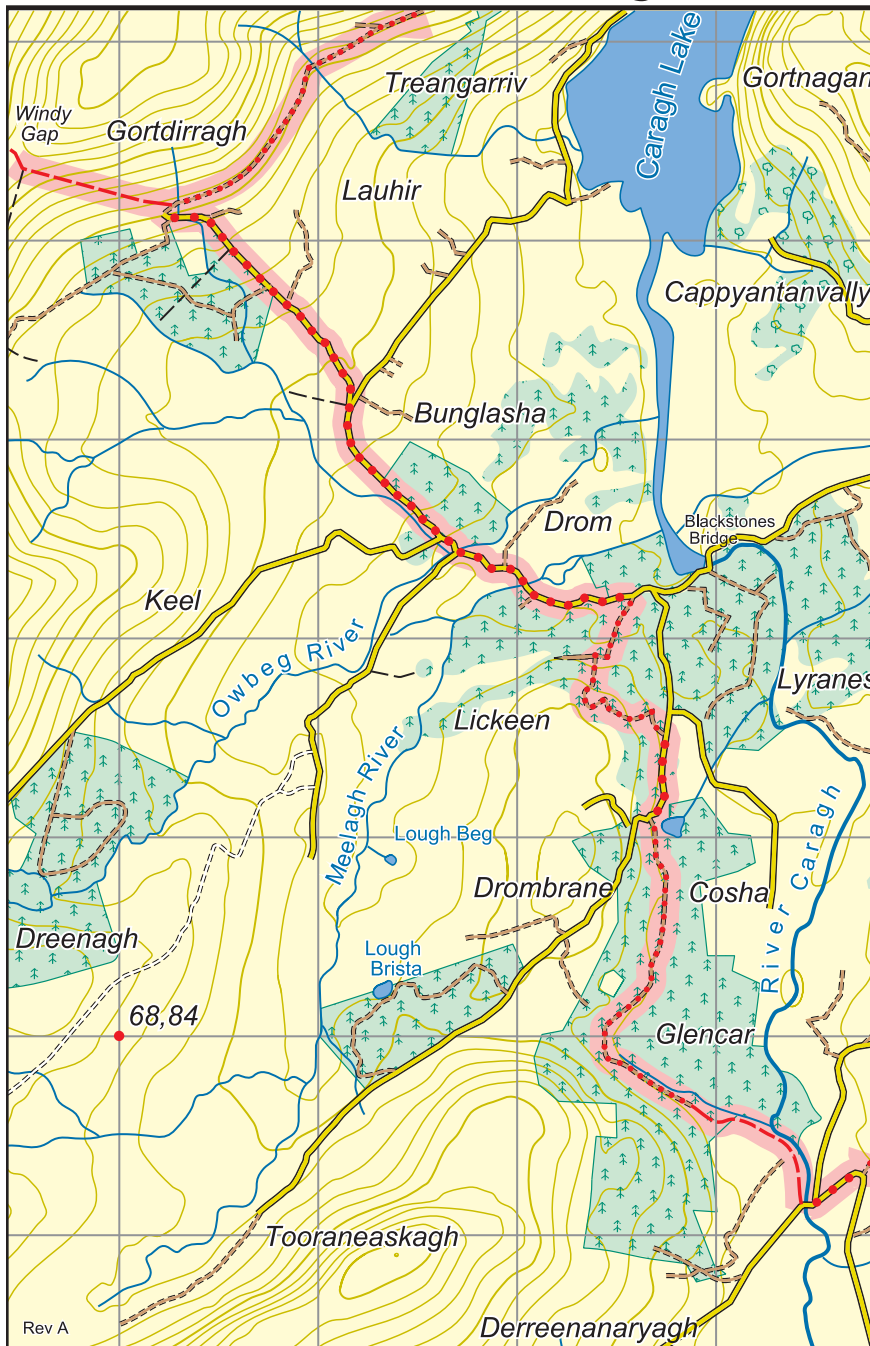 Caragh Lake
Treangarriv
Gortnagan
Windy
Gap
Gortdirragh
Lauhir
Cappyantanvally
Bunglasha
Drom
Blackstones
Bridge
Keel
Owbeg River
Lyranes
Lickeen
Meelagh River
River Caragh
Lough Beg
Drombrane
Cosha
Dreenagh
Lough
Brista
68,84
Glencar
Tooraneaskagh
Rev A
Derreenanaryagh